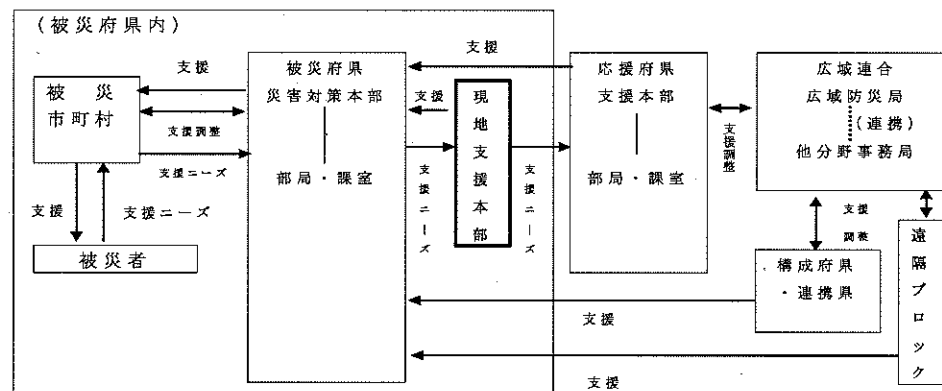 (被災府県内)
支援
被災
市町村
支援調整
支援ニーズ
支援
支援ニーズ
被災者
被災府県
災害対策本部
部局・課室
支援
支援
支援ニーズ
現地支援本部
支援ニーズ
応援府県
支援本部
部局・課室
支援調整
広域連合
広域防災局
(連携)
他分野事務局
支援
調整
構成府県
・連携県
遠隔ブロック
支援
支援